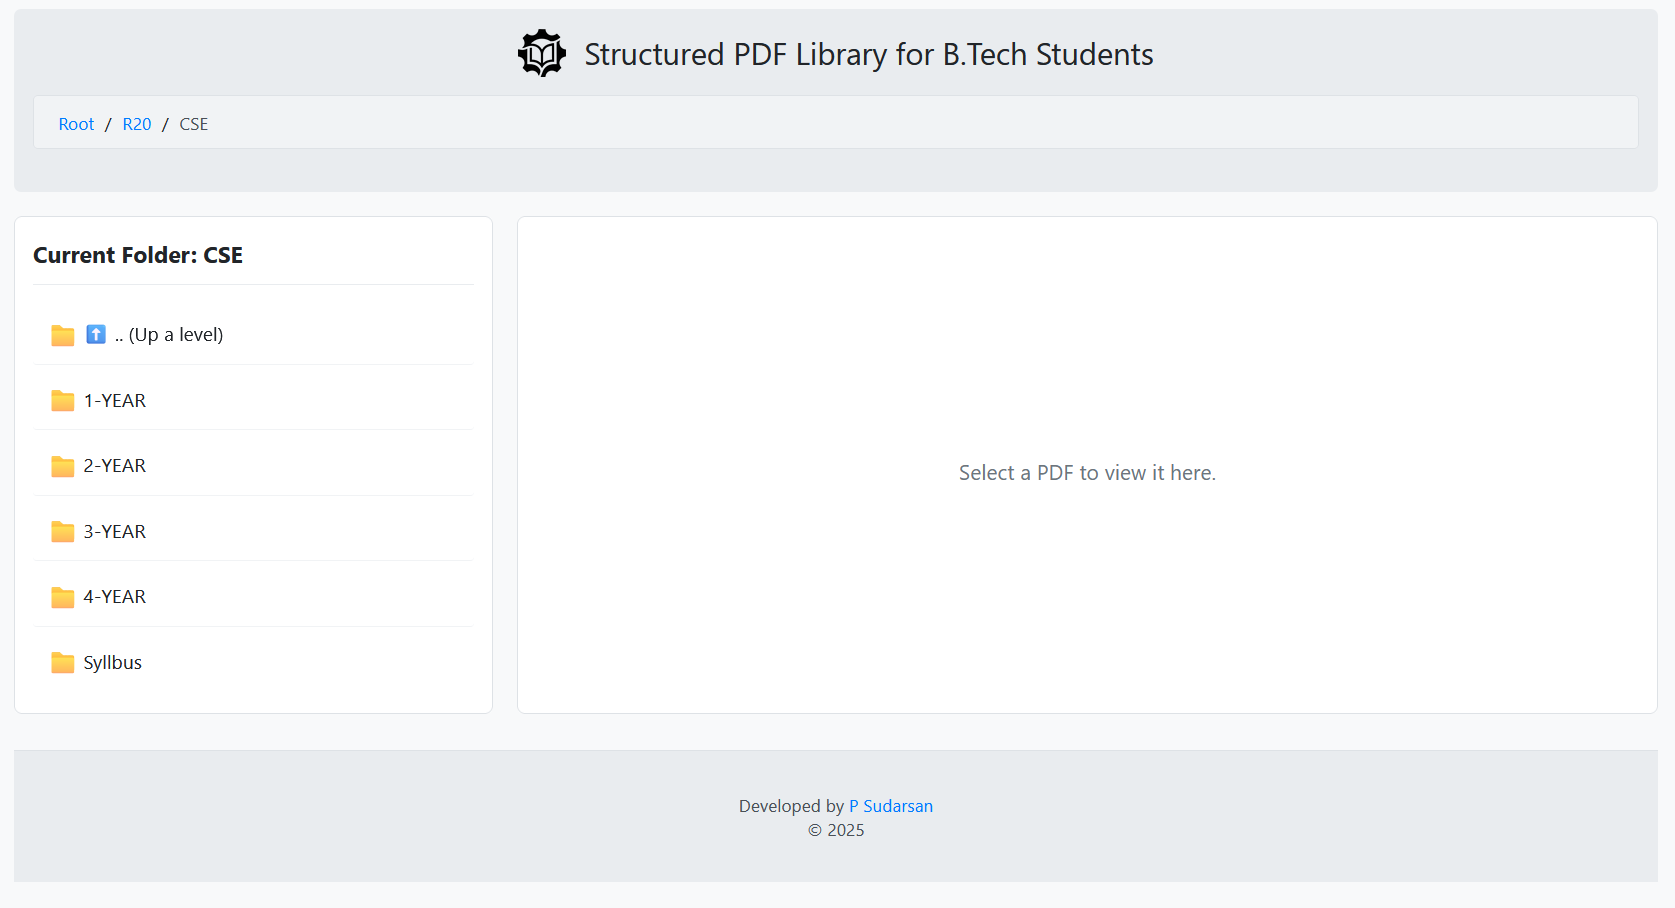 Structured PDF Library for B.Tech Students
Root / R20 / CSE
Current Folder: CSE
.. (Up a level)
1-YEAR
2-YEAR
3-YEAR
4-YEAR
Syllbus
Select a PDF to view it here.
Developed by P Sudarsan
© 2025